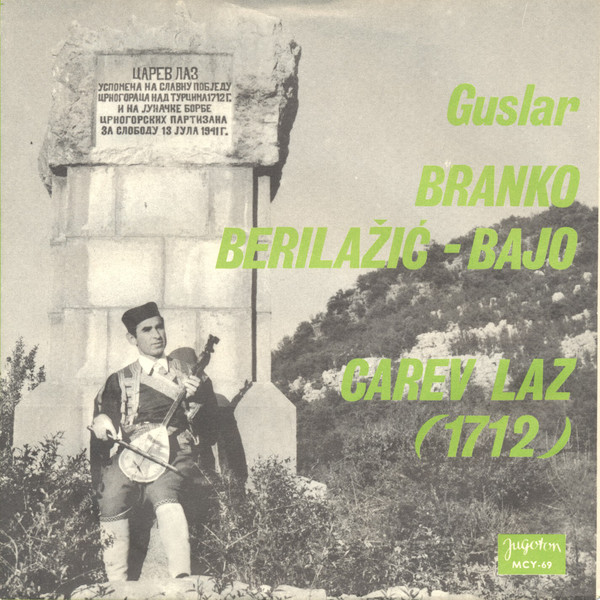 ЦАРЕВ ЛАЗ
УСПОМЕНА НА СЛАВНУ ПОБЈЕДУ
ЦРНОГОРАЦА НАД ТУРЦИМА 1712 Г.
И НА ЈУНАЧКЕ БОРБЕ
ЦРНОГОРСКИХ ПАРТИЗАНА
ЗА СЛОБОДУ 13 ЈУЛА 1941 Г.
Guslar
BRANKO
BERILAŽIĆ - BAJO
CAREV LAZ
(1712)
Jugoton
MCY-69